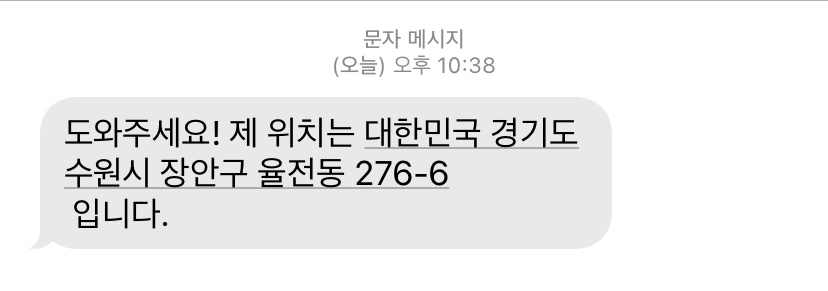 문자 메시지
(오늘) 오후 10:38
도와주세요! 제 위치는 대한민국 경기도
수원시 장안구 율전동 276-6
입니다.